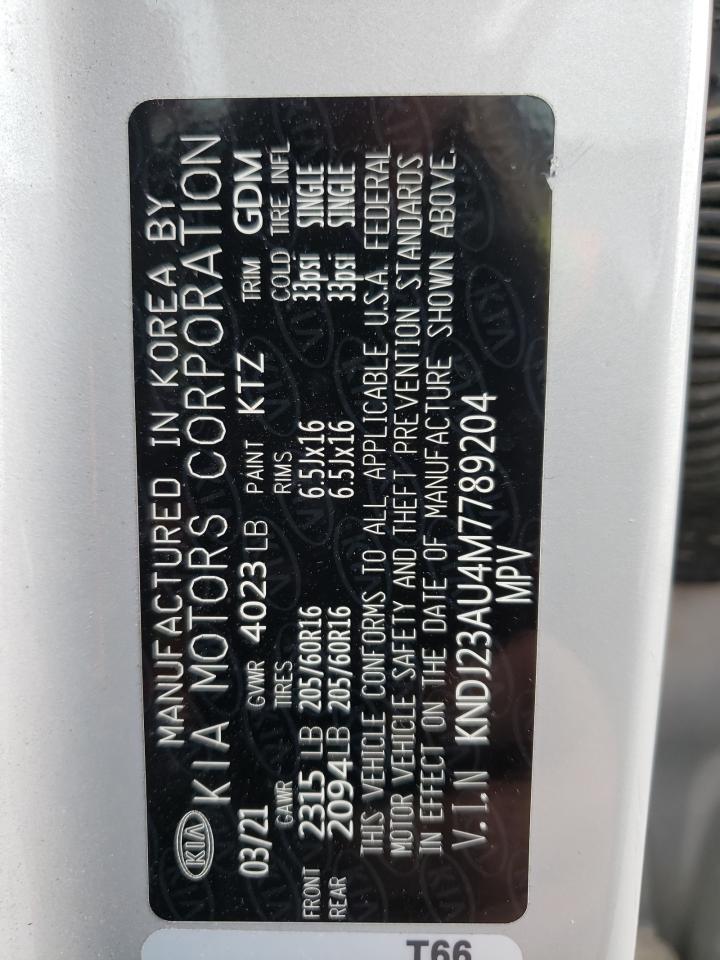 MANUFACTURED IN KOREA BY
KIA KIA MOTORS CORPORATION
03/21 GVWR 4023 LB PAINT KTZ TRIM GDM
GAWR TIRES RIMS COLD TIRE INFL
FRONT 2315 LB 205/60R16 6.5Jx16 33psi SINGLE
REAR 2094LB 205/60R16 6.5Jx16 33psi SINGLE
THIS VEHICLE CONFORMS TO ALL APPLICABLE U.S.A. FEDERAL
MOTOR VEHICLE SAFETY AND THEFT PREVENTION STANDARDS
IN EFFECT ON THE DATE OF MANUFACTURE SHOWN ABOVE.
V.I.N KNDJ23AU4M7789204
MPV
T66